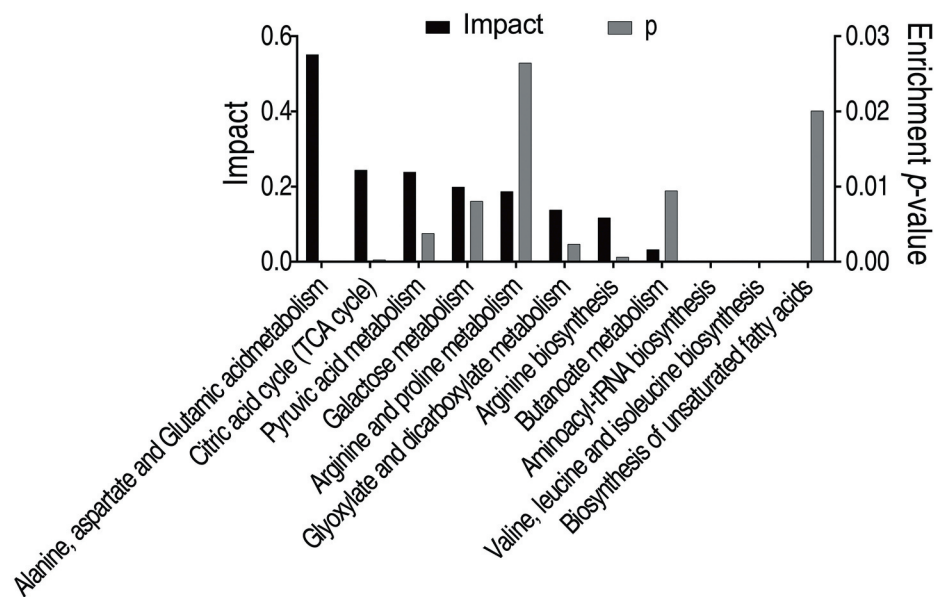 Impact p
0.6
0.4
0.2
0.0
Impact
0.03
0.02
0.01
0.00
Enrichment p-value
Alanine, aspartate and Glutamic acidmetabolism
Citric acid cycle (TCA cycle)
Pyruvic acid metabolism
Galactose metabolism
Arginine and proline metabolism
Glyoxylate and dicarboxylate metabolism
Arginine biosynthesis
Butanoate metabolism
Aminoacyl-tRNA biosynthesis
Valine, leucine and isoleucine biosynthesis
Biosynthesis of unsaturated fatty acids